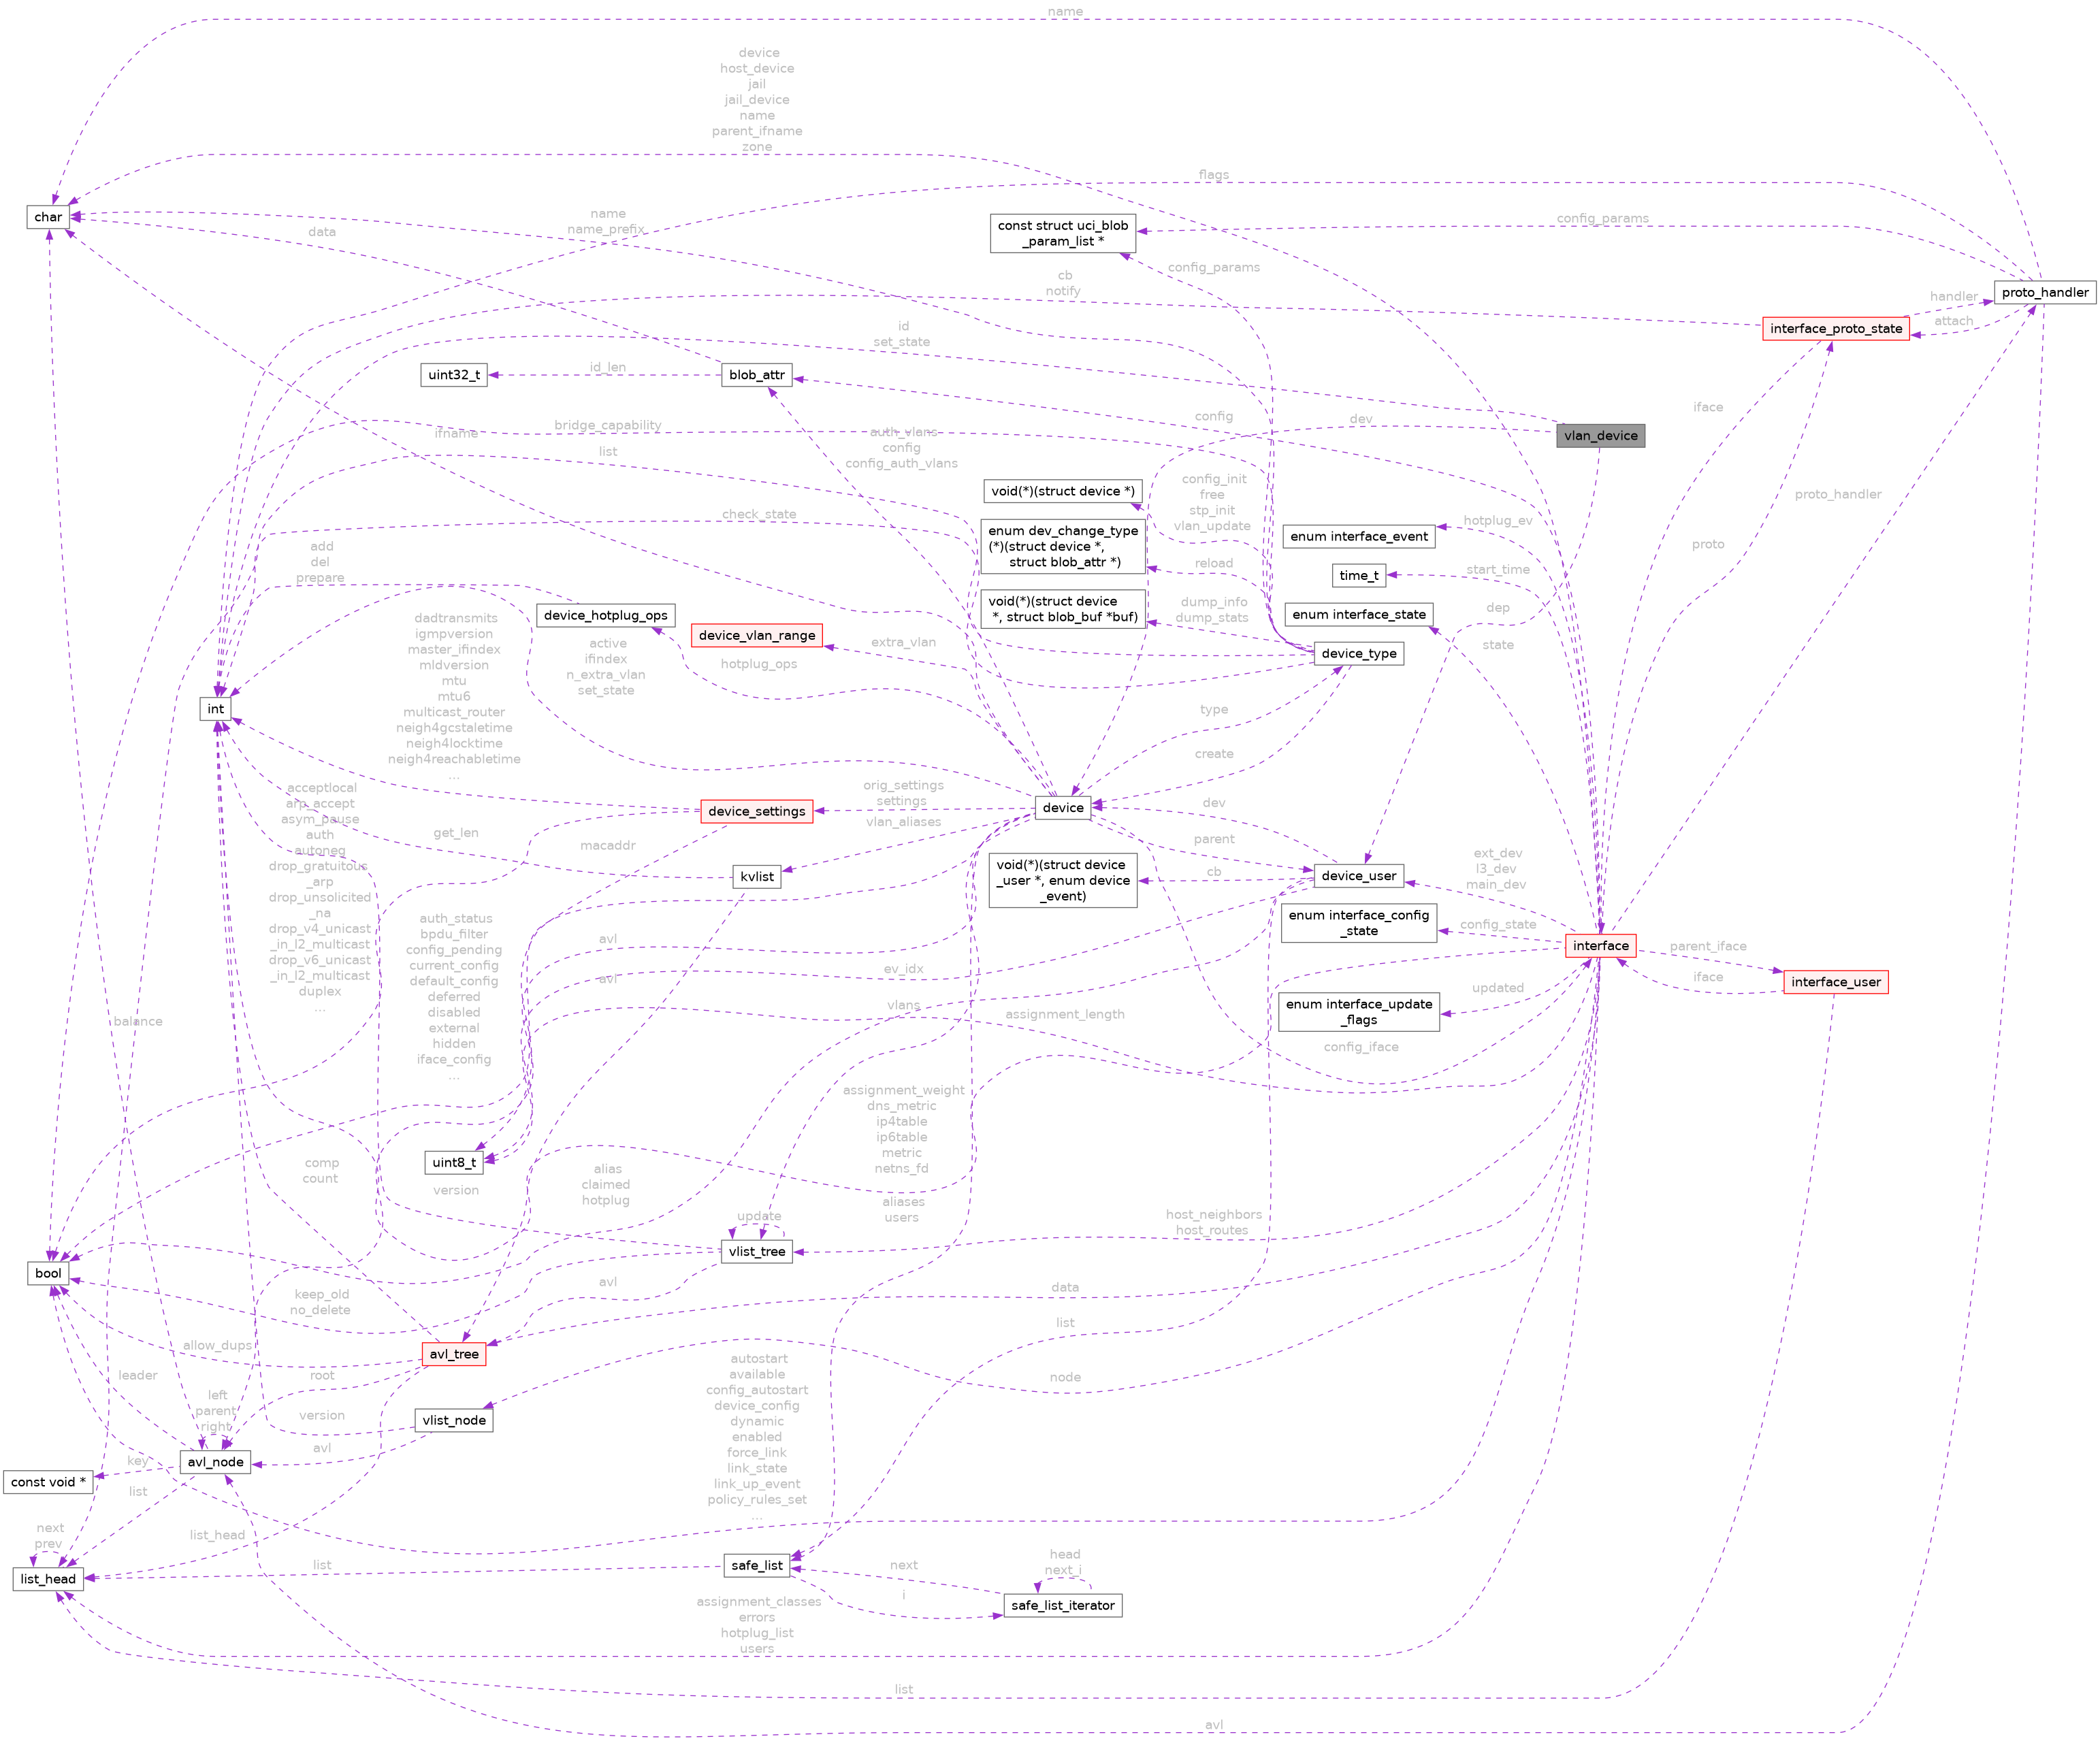 name
device
host_device
jail
jail_device
name
parent_ifname
zone
flags
char
name
name_prefix
data
const struct uci_blob
_param_list *
config_params
config_params
cb
notify
proto_handler
handler
attach
interface_proto_state
id
set_state
uint32_t
id_len
blob_attr
config
dev
vlan_device
iface
bridge_capability
ifname
list
auth_vlans
config
config_auth_vlans
void(*)(struct device *)
config_init
free
stp_init
vlan_update
proto_handler
enum dev_change_type
(*)(struct device *,
struct blob_attr *)
reload
enum interface_event
hotplug_ev
check_state
add
del
prepare
time_t
start_time
proto
device_hotplug_ops
void(*)(struct device
*, struct blob_buf *buf)
dump_info
dump_stats
enum interface_state
dep
state
device_vlan_range
extra_vlan
device_type
dadtransmits
igmpversion
master_ifindex
mldversion
mtu
mtu6
multicast_router
neigh4gcstaletime
neigh4locktime
neigh4reachabletime
...
active
ifindex
n_extra_vlan
set_state
hotplug_ops
int
type
create
device_settings
orig_settings
settings
device
dev
acceptlocal
arp_accept
asym_pause
auth
autoneg
drop_gratuitous
_arp
drop_unsolicited
_na
drop_v4_unicast
_in_l2_multicast
drop_v6_unicast
_in_l2_multicast
duplex
...
get_len
macaddr
vlan_aliases
parent
kvlist
void(*)(struct device
_user *, enum device
_event)
cb
device_user
ext_dev
l3_dev
main_dev
enum interface_config
_state
config_state
interface
parent_iface
iface
interface_user
auth_status
bpdu_filter
config_pending
current_config
default_config
deferred
disabled
external
hidden
iface_config
...
avl
avl
ev_idx
vlans
assignment_length
enum interface_update
_flags
updated
config_iface
balance
uint8_t
assignment_weight
dns_metric
ip4table
ip6table
metric
netns_fd
comp
count
version
alias
claimed
hotplug
aliases
users
update
vlist_tree
host_neighbors
host_routes
bool
keep_old
no_delete
avl
data
allow_dups
avl_tree
list
leader
root
node
autostart
available
config_autostart
device_config
dynamic
enabled
force_link
link_state
link_up_event
policy_rules_set
...
left
parent
right
version
vlist_node
avl
const void *
key
avl_node
list
next
prev
list_head
list_head
list
safe_list
next
i
head
next_i
safe_list_iterator
assignment_classes
errors
hotplug_list
users
list
avl